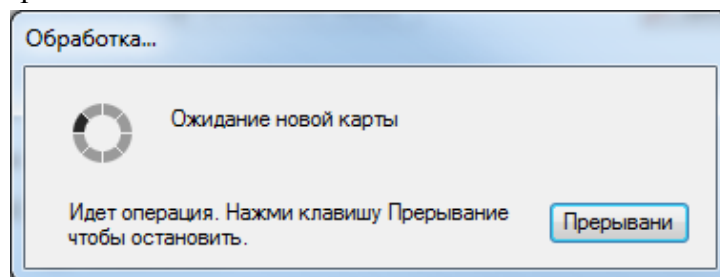 Обработка...
Ожидание новой карты
Идет операция. Нажми клавишу Прерывание
чтобы остановить.
Прерывани